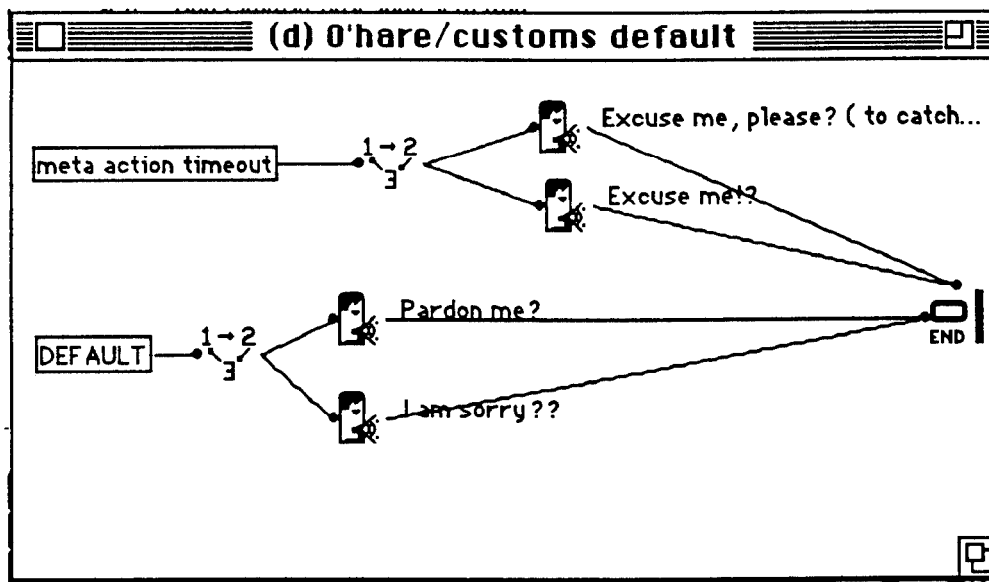 (d) O'hare/customs default
Excuse me, please? ( to catch...
1 → 2
meta action timeout
3
Excuse me!?
Pardon me?
1 → 2
END
DEFAULT
3
I am sorry??